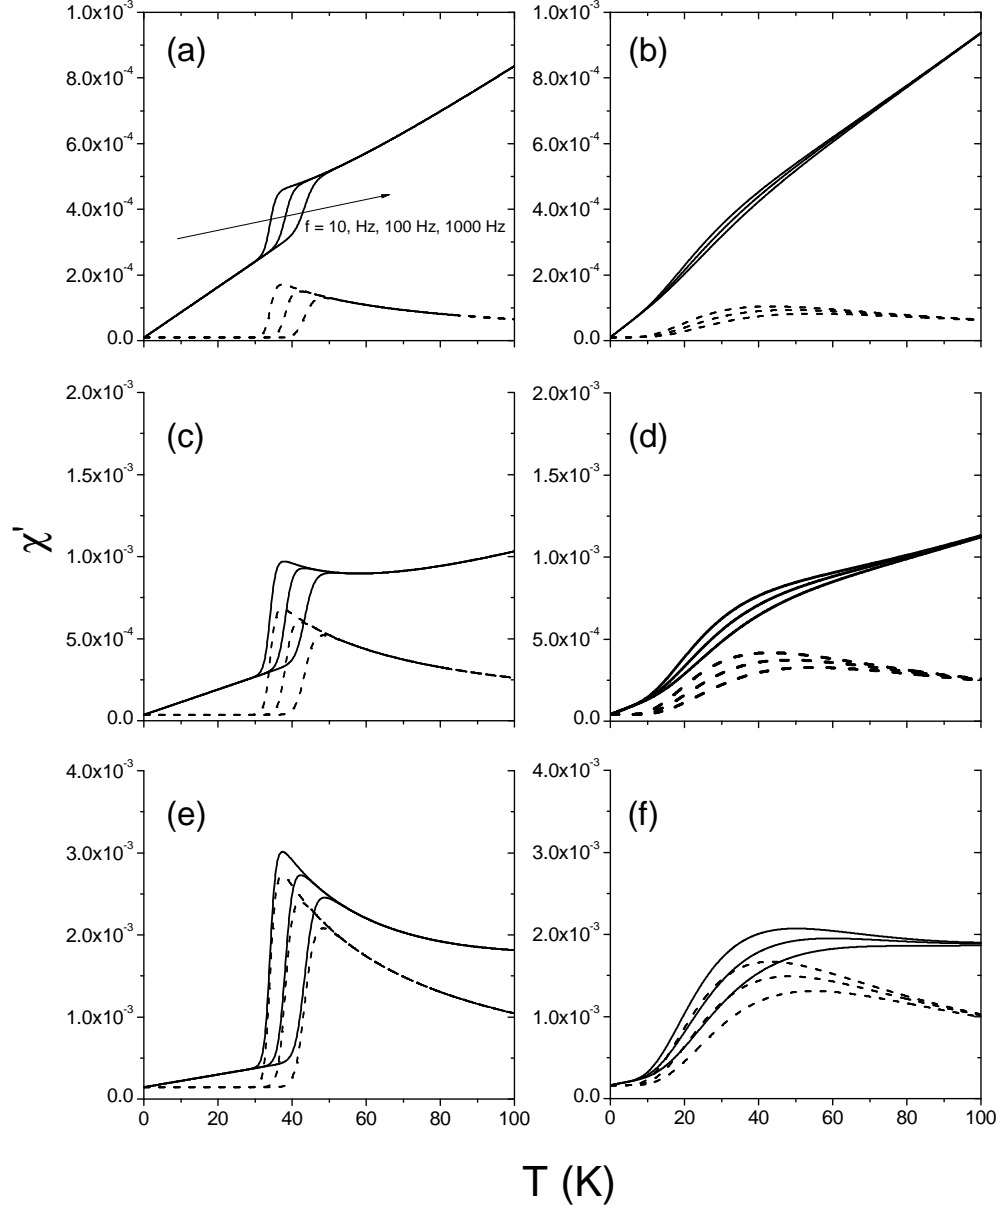 (a)
(b)
1.0x10⁻³
8.0x10⁻⁴
6.0x10⁻⁴
4.0x10⁻⁴
2.0x10⁻⁴
0.0
f = 10, Hz, 100 Hz, 1000 Hz
1.0x10⁻³
8.0x10⁻⁴
6.0x10⁻⁴
4.0x10⁻⁴
2.0x10⁻⁴
0.0
(c)
(d)
2.0x10⁻³
1.5x10⁻³
1.0x10⁻³
5.0x10⁻⁴
0.0
2.0x10⁻³
1.5x10⁻³
1.0x10⁻³
5.0x10⁻⁴
0.0
χ'
(e)
(f)
4.0x10⁻³
3.0x10⁻³
2.0x10⁻³
1.0x10⁻³
0.0
4.0x10⁻³
3.0x10⁻³
2.0x10⁻³
1.0x10⁻³
0.0
0 20 40 60 80 100
0 20 40 60 80 100
T (K)